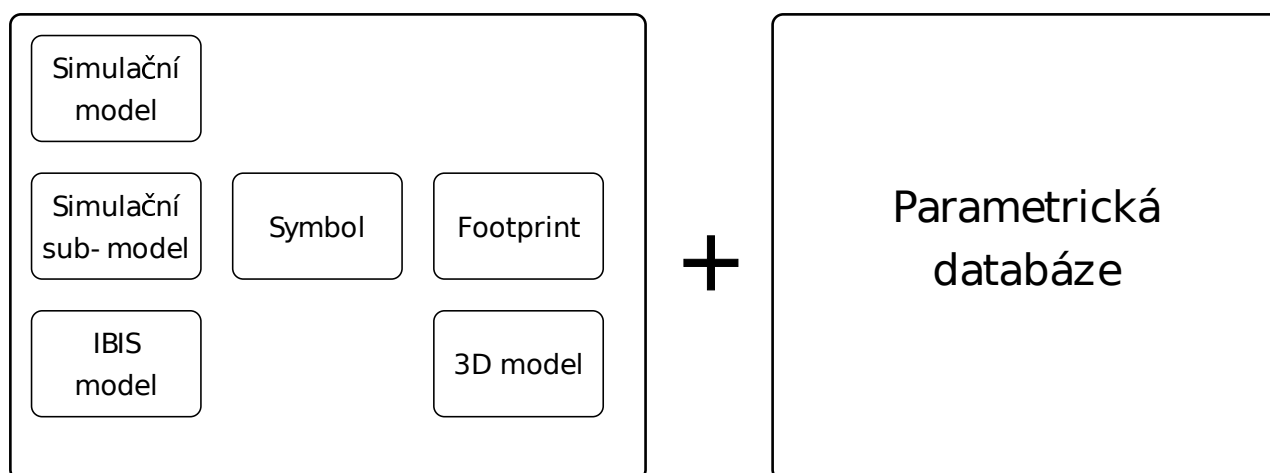 Simulační
model
Simulační
sub- model
Symbol
Footprint
IBIS
model
3D model
+
Parametrická
databáze